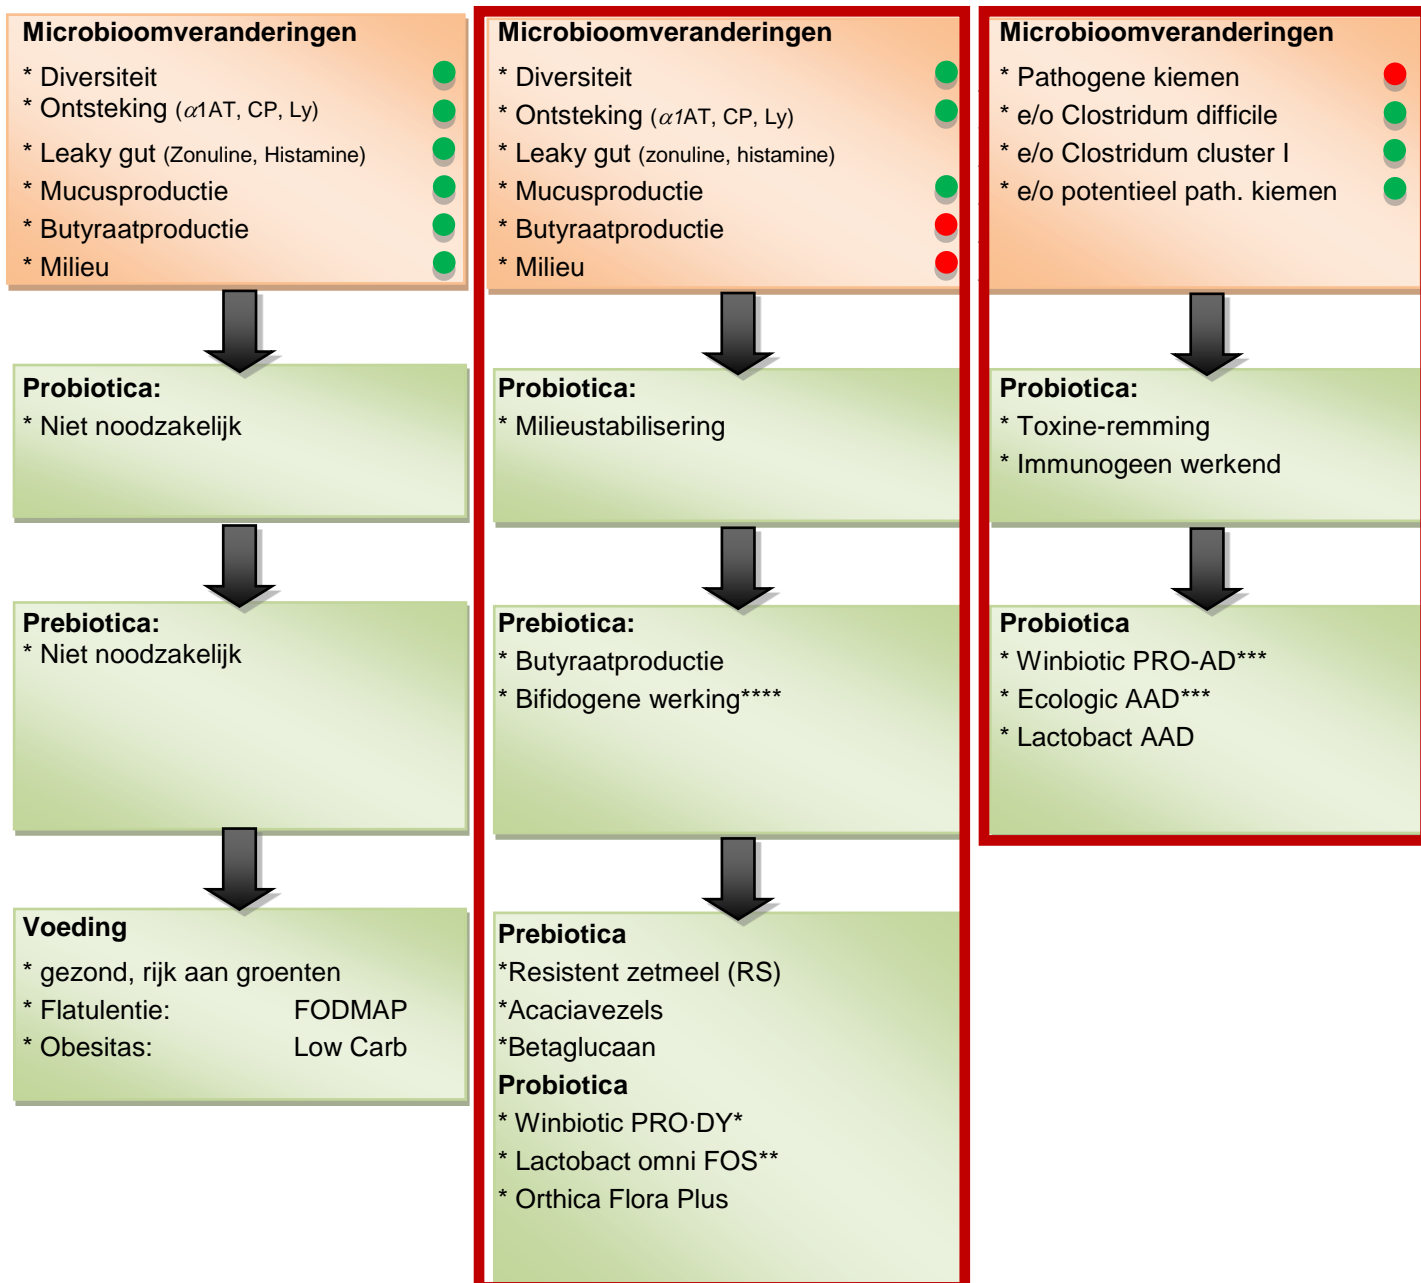 Microbioomveranderingen
* Diversiteit
* Ontsteking (α1AT, CP, Ly)
* Leaky gut (Zonuline, Histamine)
* Mucusproductie
* Butyraatproductie
* Milieu
Probiotica:
* Niet noodzakelijk
Prebiotica:
* Niet noodzakelijk
Voeding
* gezond, rijk aan groenten
* Flatulentie: FODMAP
* Obesitas: Low Carb
Microbioomveranderingen
* Diversiteit
* Ontsteking (α1AT, CP, Ly)
* Leaky gut (zonuline, histamine)
* Mucusproductie
* Butyraatproductie
* Milieu
Probiotica:
* Milieustabilisering
Prebiotica:
* Butyraatproductie
* Bifidogene werking****
Prebiotica
*Resistent zetmeel (RS)
*Acaciavezels
*Betaglucaan
Probiotica
* Winbiotic PRO·DY*
* Lactobact omni FOS**
* Orthica Flora Plus
Microbioomveranderingen
* Pathogene kiemen
* e/o Clostridum difficile
* e/o Clostridum cluster I
* e/o potentieel path. kiemen
Probiotica:
* Toxine-remming
* Immunogeen werkend
Probiotica
* Winbiotic PRO-AD***
* Ecologic AAD***
* Lactobact AAD